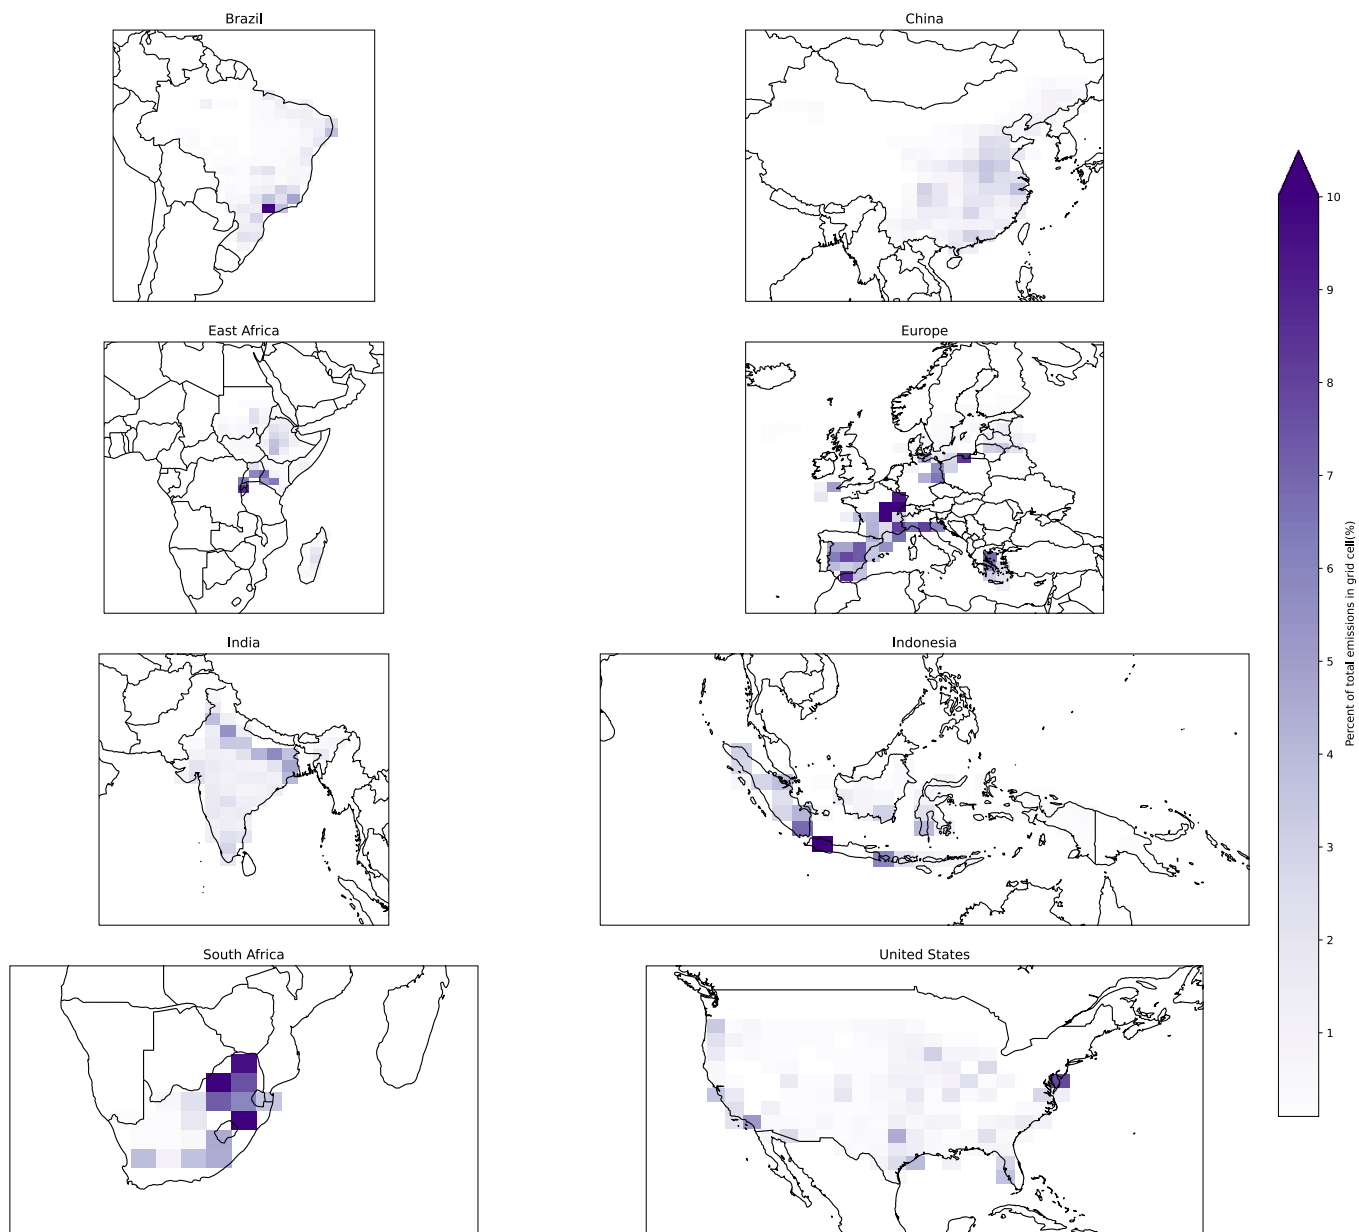 Brazil
China
East Africa
Europe
India
Indonesia
South Africa
United States
10
9
8
7
6
5
4
3
2
1
Percent of total emissions in grid cell(%)